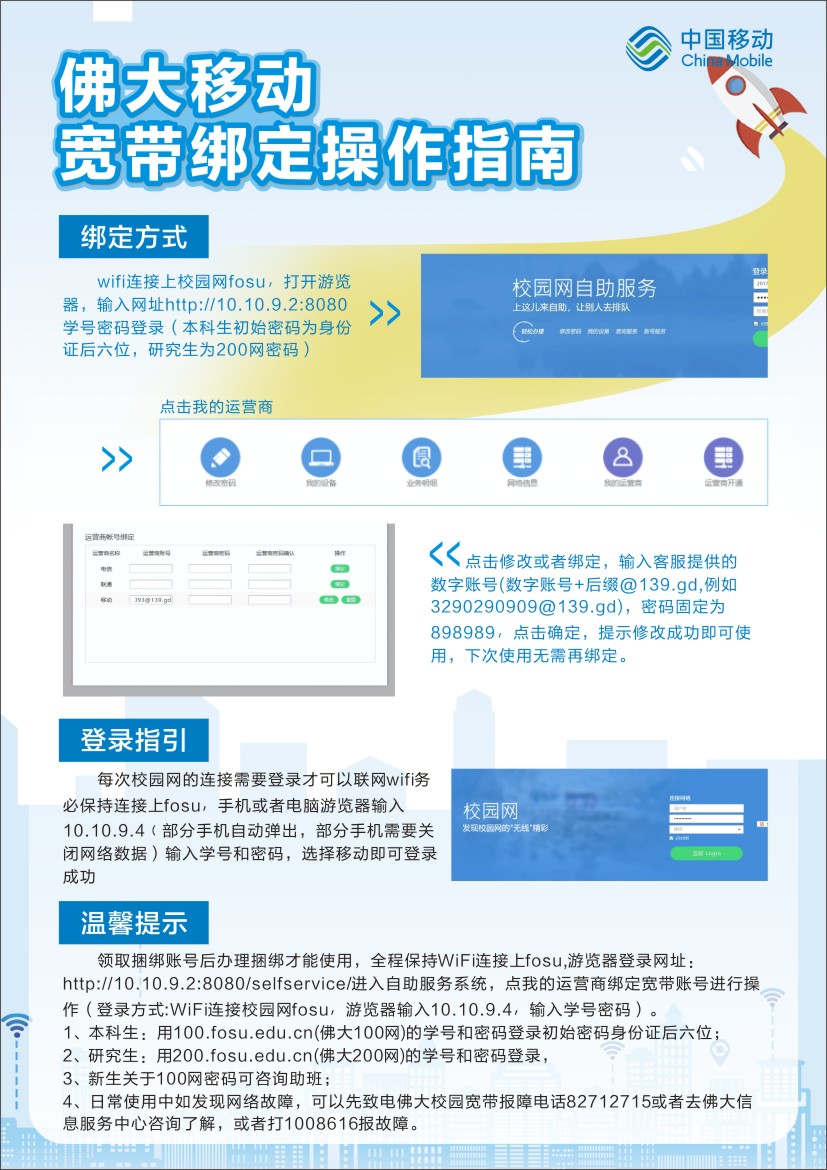 中国移动
China Mobile
佛大移动
宽带绑定操作指南
绑定方式
wifi连接上校园网fosu，打开游览
器，输入网址http://10.10.9.2:8080
学号密码登录（本科生初始密码为身份
证后六位，研究生为200网密码）
校园网自助服务
上这儿来自助，让别人去排队
轻松办理 修改密码 我的设备 查询服务 账号服务
登录
2017
点击我的运营商
修改密码 我的设备 业务明细 网络信息 我的运营商 运营商开通
运营商帐号绑定
运营商名称 运营商账号 运营商密码 运营商密码确认 操作
电信
联通
移动 393@139.gd
点击修改或者绑定，输入客服提供的
数字账号(数字账号+后缀@139.gd,例如
3290290909@139.gd)，密码固定为
898989，点击确定，提示修改成功即可使
用，下次使用无需再绑定。
登录指引
每次校园网的连接需要登录才可以联网wifi务
必保持连接上fosu，手机或者电脑游览器输入
10.10.9.4（部分手机自动弹出，部分手机需要关
闭网络数据）输入学号和密码，选择移动即可登录
成功
校园网
发现校园网的“无线”精彩
连接网络
Login
温馨提示
领取捆绑账号后办理捆绑才能使用，全程保持WiFi连接上fosu,游览器登录网址：
http://10.10.9.2:8080/selfservice/进入自助服务系统，点我的运营商绑定宽带账号进行操
作（登录方式:WiFi连接校园网fosu，游览器输入10.10.9.4，输入学号密码）。
1、本科生：用100.fosu.edu.cn(佛大100网)的学号和密码登录初始密码身份证后六位；
2、研究生：用200.fosu.edu.cn(佛大200网)的学号和密码登录，
3、新生关于100网密码可咨询助班；
4、日常使用中如发现网络故障，可以先致电佛大校园宽带报障电话82712715或者去佛大信
息服务中心咨询了解，或者打1008616报故障。